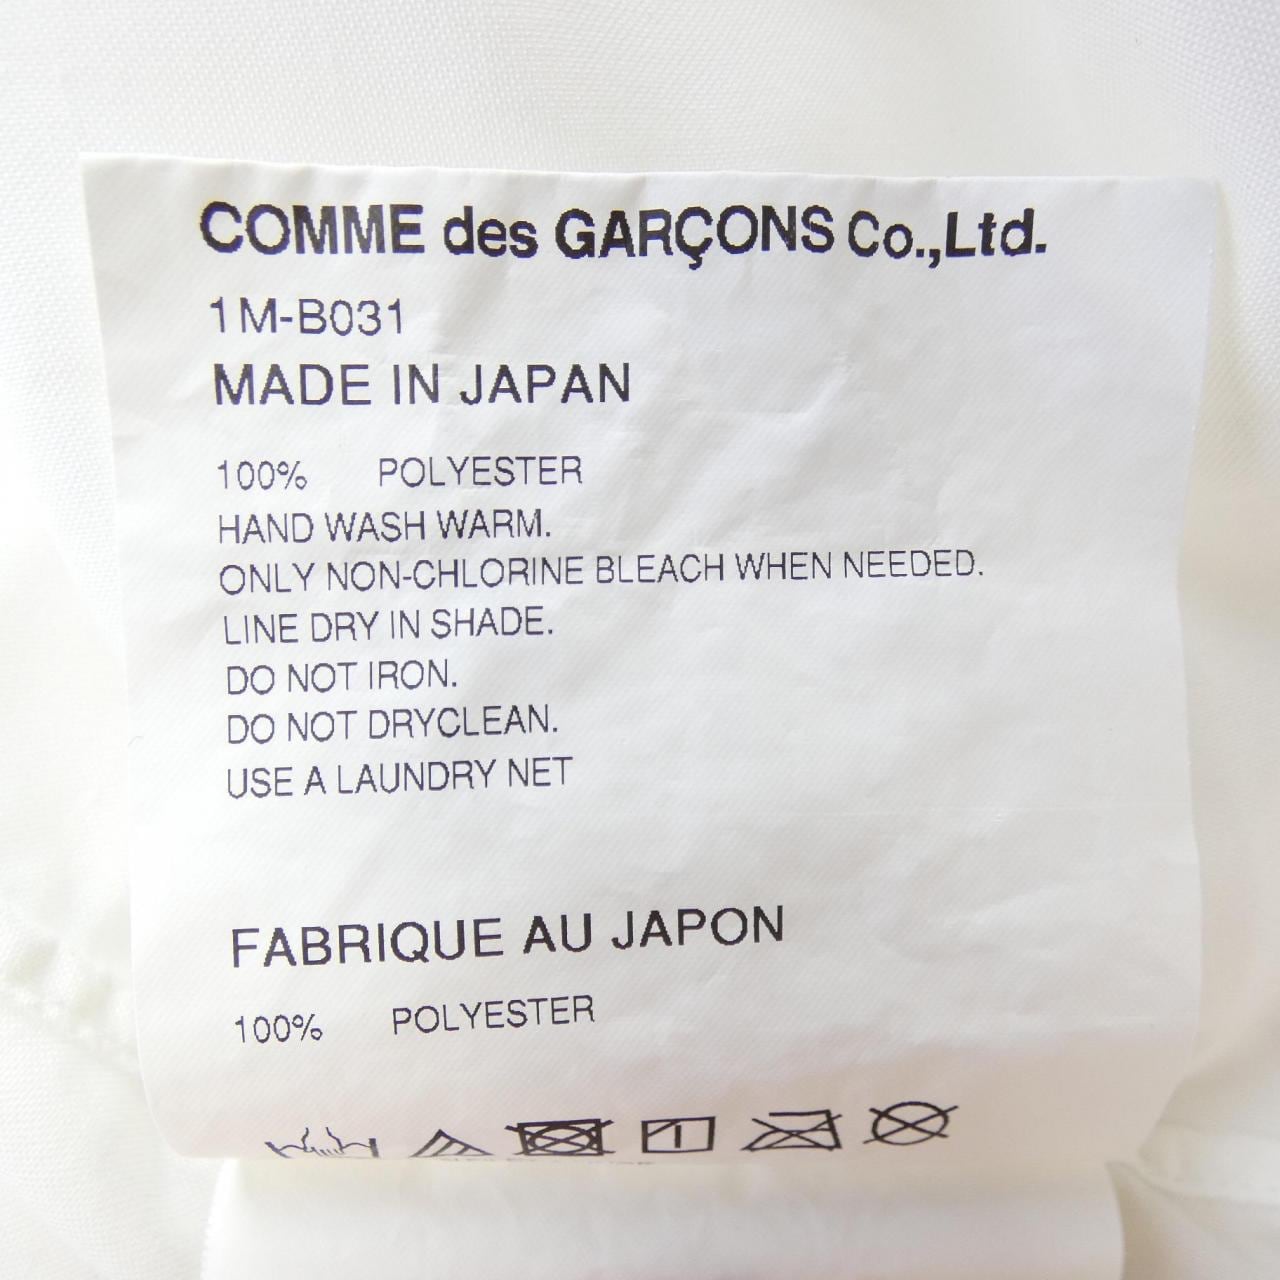 COMME des GARÇONS Co.,Ltd.
1M-B031
MADE IN JAPAN
100% POLYESTER
HAND WASH WARM.
ONLY NON-CHLORINE BLEACH WHEN NEEDED.
LINE DRY IN SHADE.
DO NOT IRON.
DO NOT DRYCLEAN.
USE A LAUNDRY NET
FABRIQUE AU JAPON
100% POLYESTER